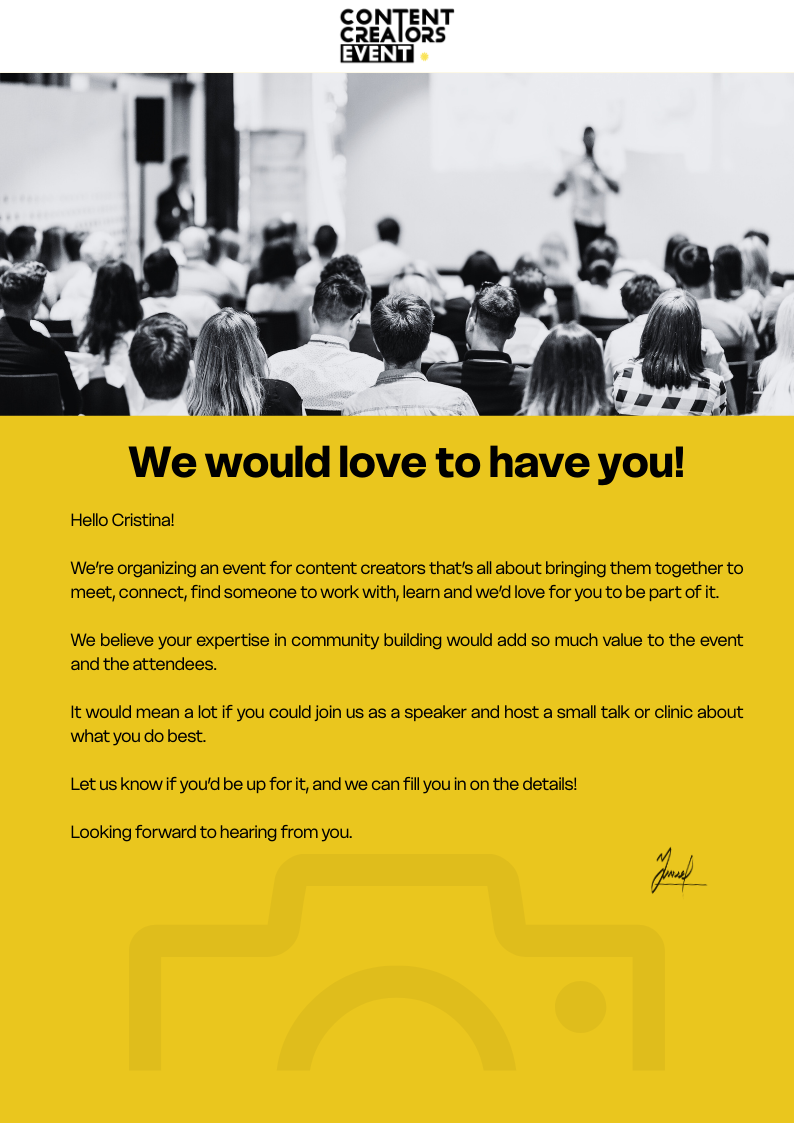 CONTENT
CREATORS
EVENT
We would love to have you!
Hello Cristina!
We’re organizing an event for content creators that’s all about bringing them together to
meet, connect, find someone to work with, learn and we’d love for you to be part of it.
We believe your expertise in community building would add so much value to the event
and the attendees.
It would mean a lot if you could join us as a speaker and host a small talk or clinic about
what you do best.
Let us know if you’d be up for it, and we can fill you in on the details!
Looking forward to hearing from you.